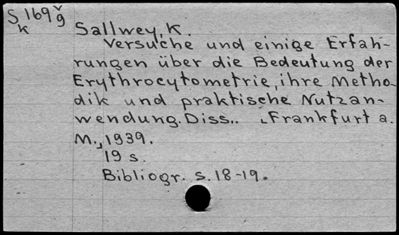 S 169 v
k 9
Sallwey, K.
Versuche und einige Erfah-
rungen über die Bedeutung der
Erythrocytometrie, ihre Metho-
dik und praktische Nutzan-
wendung. Diss.. Frankfurt a.
M., 1939.
19 s.
Bibliogr. s. 18-19.